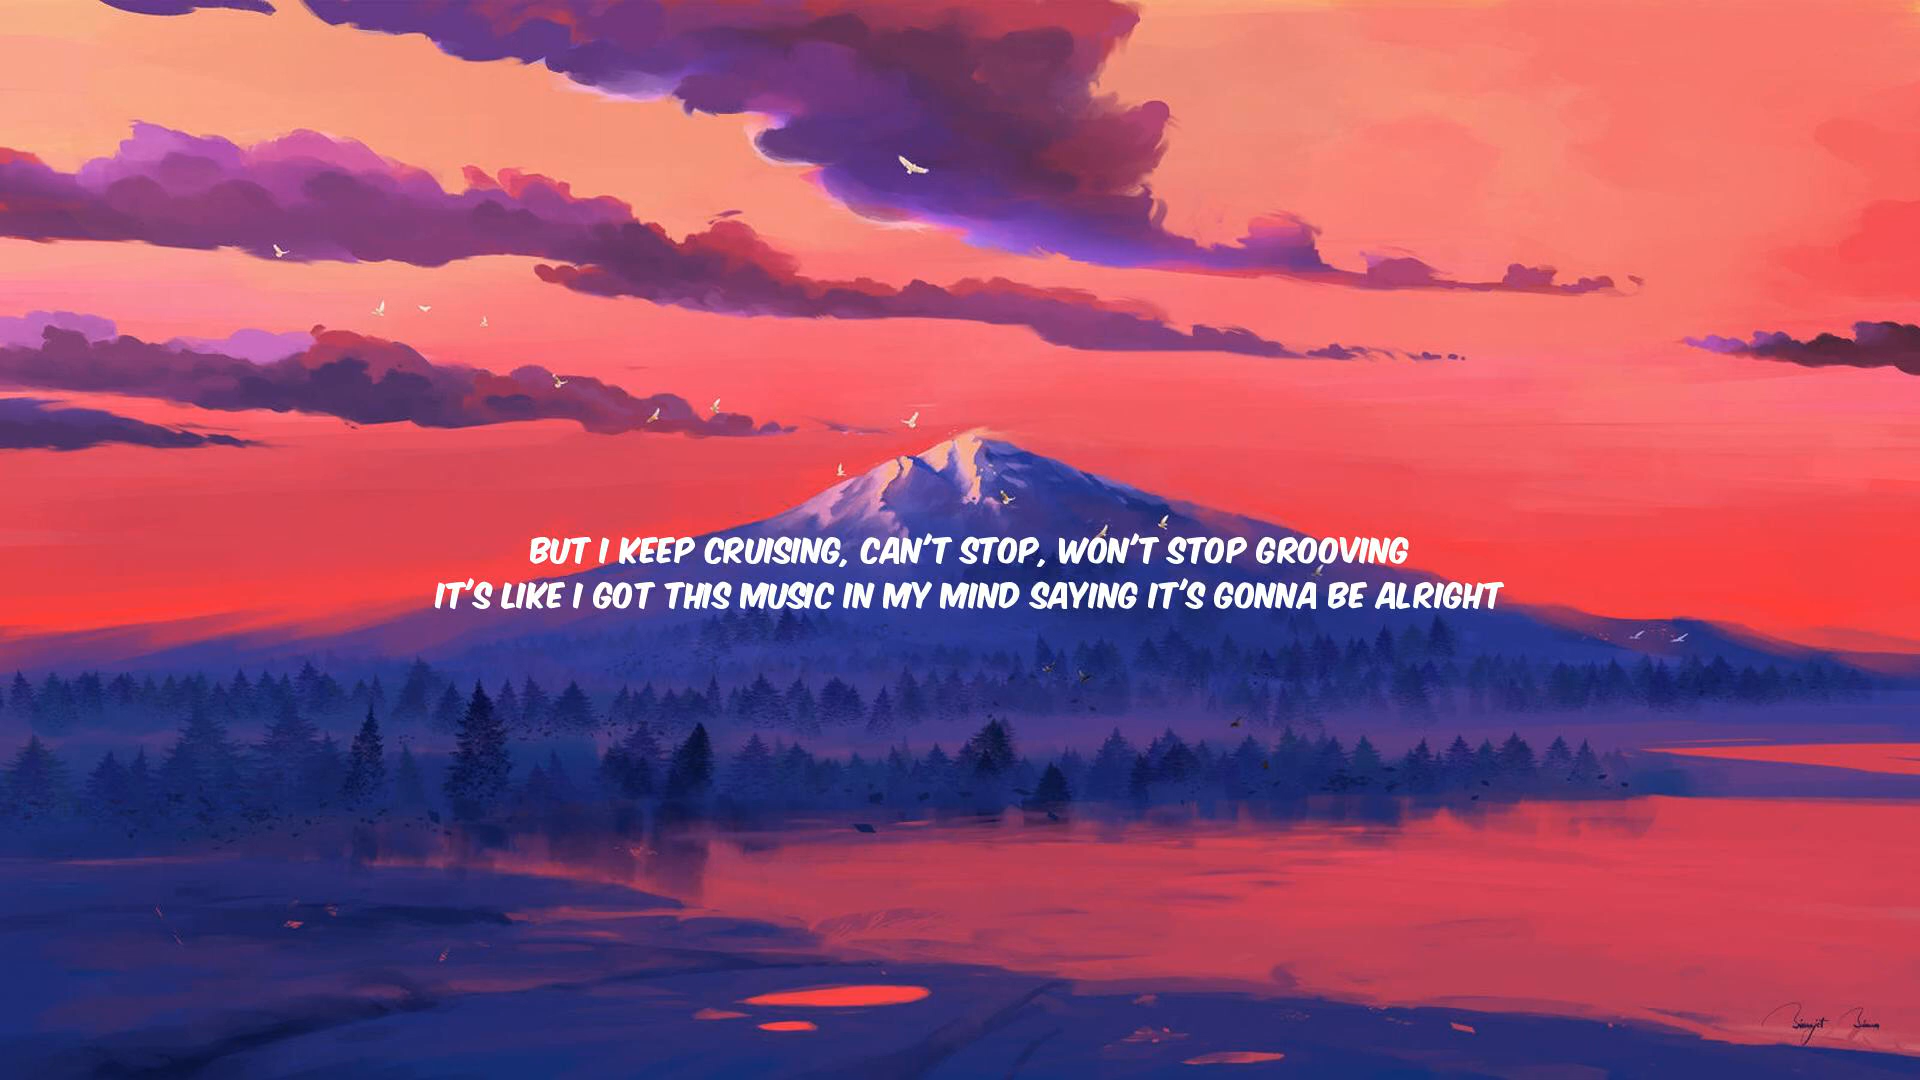 BUT I KEEP CRUISING, CAN'T STOP, WON'T STOP GROOVING
IT'S LIKE I GOT THIS MUSIC IN MY MIND SAYING IT'S GONNA BE ALRIGHT